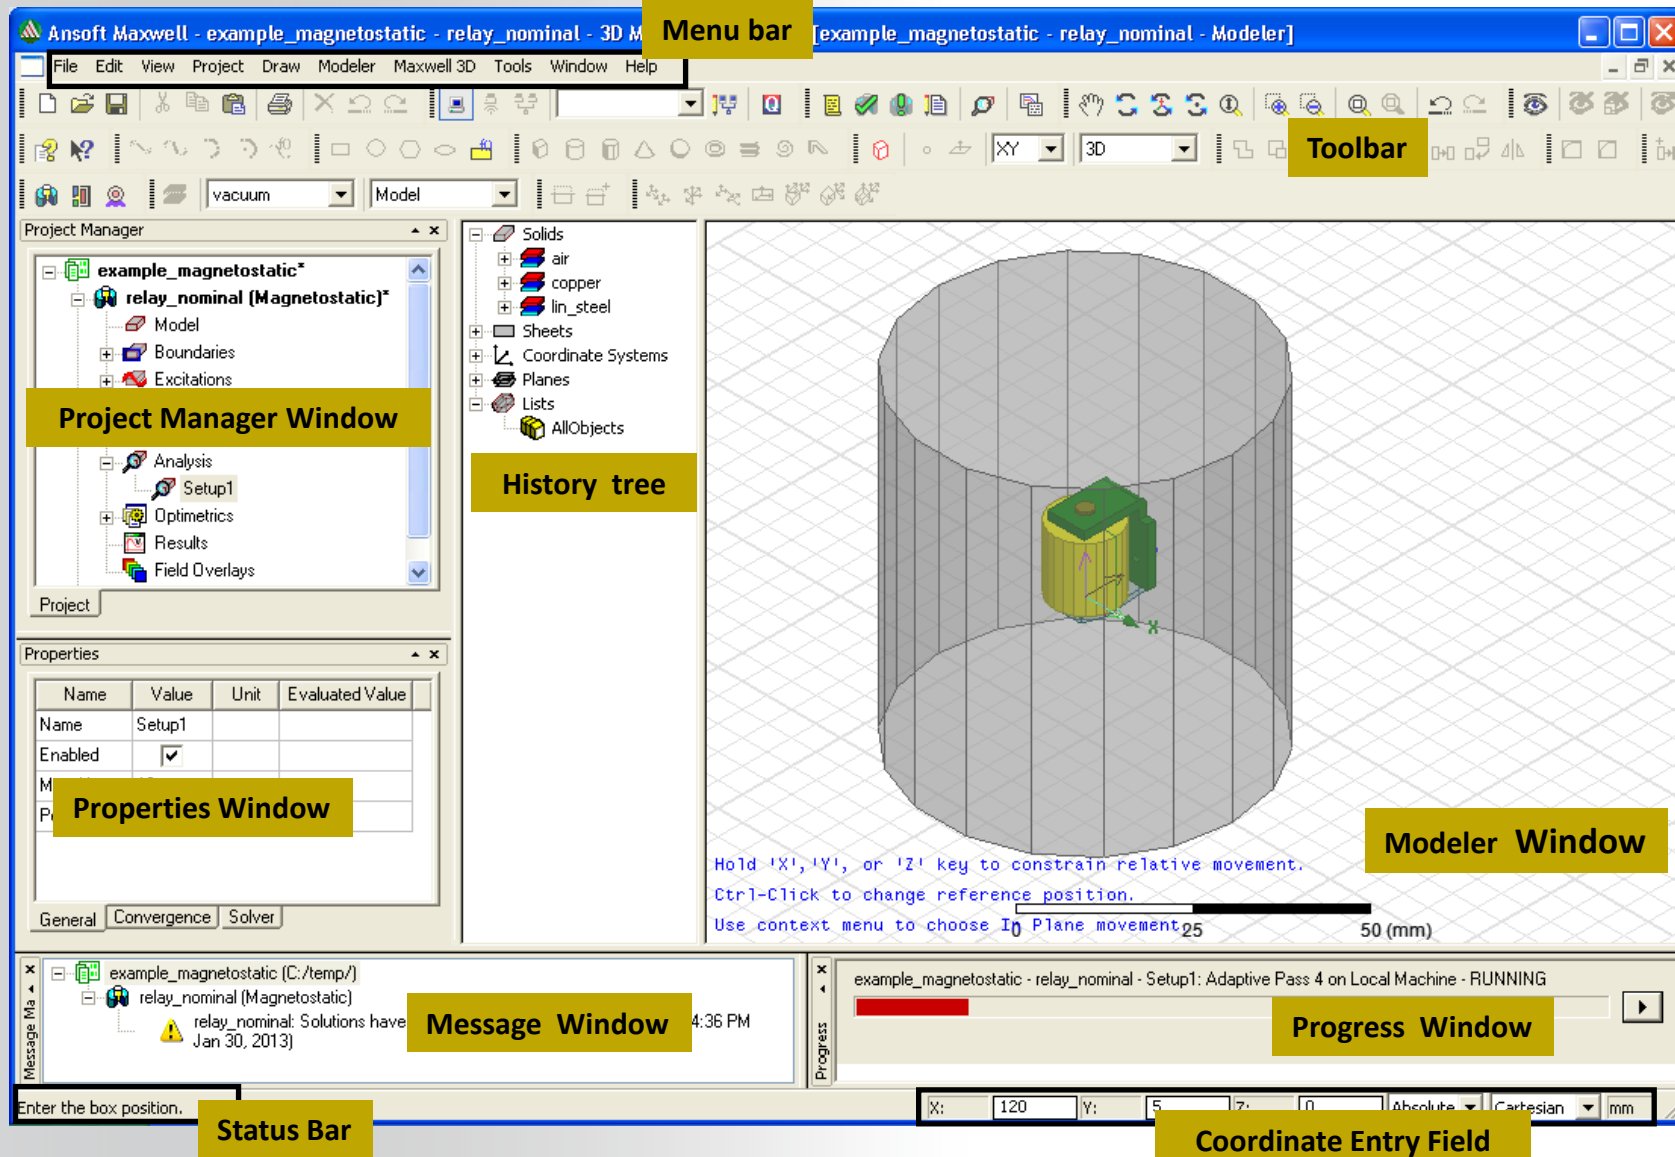 Ansoft Maxwell - example_magnetostatic - relay_nominal - 3D M
Menu bar
[example_magnetostatic - relay_nominal - Modeler]
File Edit View Project Draw Modeler Maxwell 3D Tools Window Help
XY
3D
Toolbar
vacuum
Model
Project Manager
example_magnetostatic*
relay_nominal (Magnetostatic)*
Model
Boundaries
Excitations
Project Manager Window
Analysis
Setup1
Optimetrics
Results
Field Overlays
Project
Solids
air
copper
lin_steel
Sheets
Coordinate Systems
Planes
Lists
AllObjects
History tree
Properties
Name Value Unit Evaluated Value
Name Setup1
Enabled
Properties Window
General Convergence Solver
X
Modeler Window
Hold 'X','Y', or 'Z' key to constrain relative movement.
Ctrl-Click to change reference position.
Use context menu to choose In Plane movement
0 25 50 (mm)
Message Ma
example_magnetostatic (C:/temp/)
relay_nominal (Magnetostatic)
relay_nominal: Solutions have
4:36 PM
Jan 30, 2013)
Message Window
Progress
example_magnetostatic - relay_nominal - Setup1: Adaptive Pass 4 on Local Machine - RUNNING
Progress Window
Enter the box position.
Status Bar
X: 120 Y: 5 Z: 0 Absolute Cartesian mm
Coordinate Entry Field